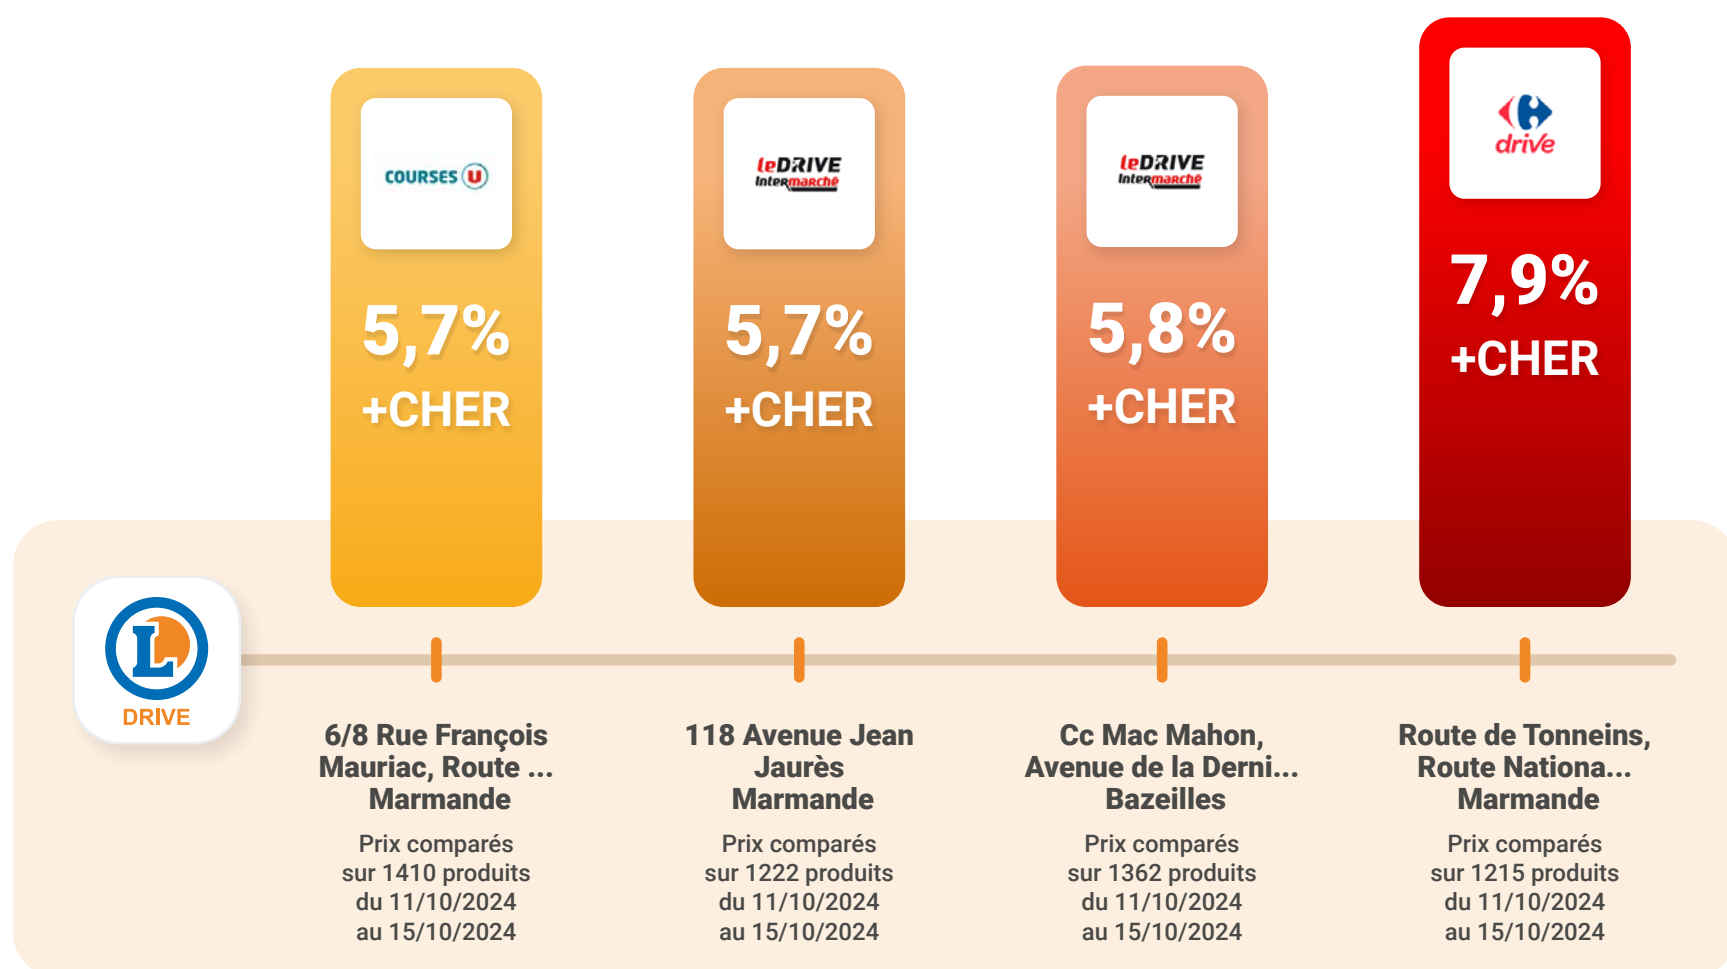 COURSES U
5,7%
+CHER
leDRIVE
Intermarché
5,7%
+CHER
leDRIVE
Intermarché
5,8%
+CHER
drive
7,9%
+CHER
L
DRIVE
6/8 Rue François
Mauriac, Route ...
Marmande
Prix comparés
sur 1410 produits
du 11/10/2024
au 15/10/2024
118 Avenue Jean
Jaurès
Marmande
Prix comparés
sur 1222 produits
du 11/10/2024
au 15/10/2024
Cc Mac Mahon,
Avenue de la Derni...
Bazeilles
Prix comparés
sur 1362 produits
du 11/10/2024
au 15/10/2024
Route de Tonneins,
Route Nationa...
Marmande
Prix comparés
sur 1215 produits
du 11/10/2024
au 15/10/2024